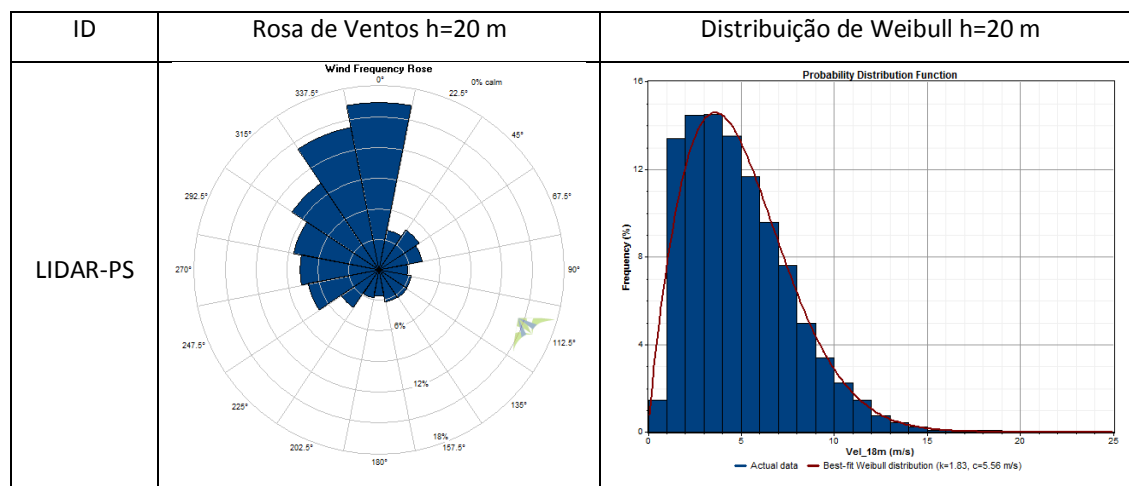 ID
Rosa de Ventos h=20 m
Distribuição de Weibull h=20 m
LIDAR-PS
Wind Frequency Rose
0°
0% calm
22.5°
45°
67.5°
90°
112.5°
135°
157.5°
180°
202.5°
225°
247.5°
270°
292.5°
315°
337.5°
6%
12%
18%
Probability Distribution Function
Frequency (%)
16
12
8
4
0
0 5 10 15 20 25
Vel_18m (m/s)
Actual data
Best-fit Weibull distribution (k=1.83, c=5.56 m/s)